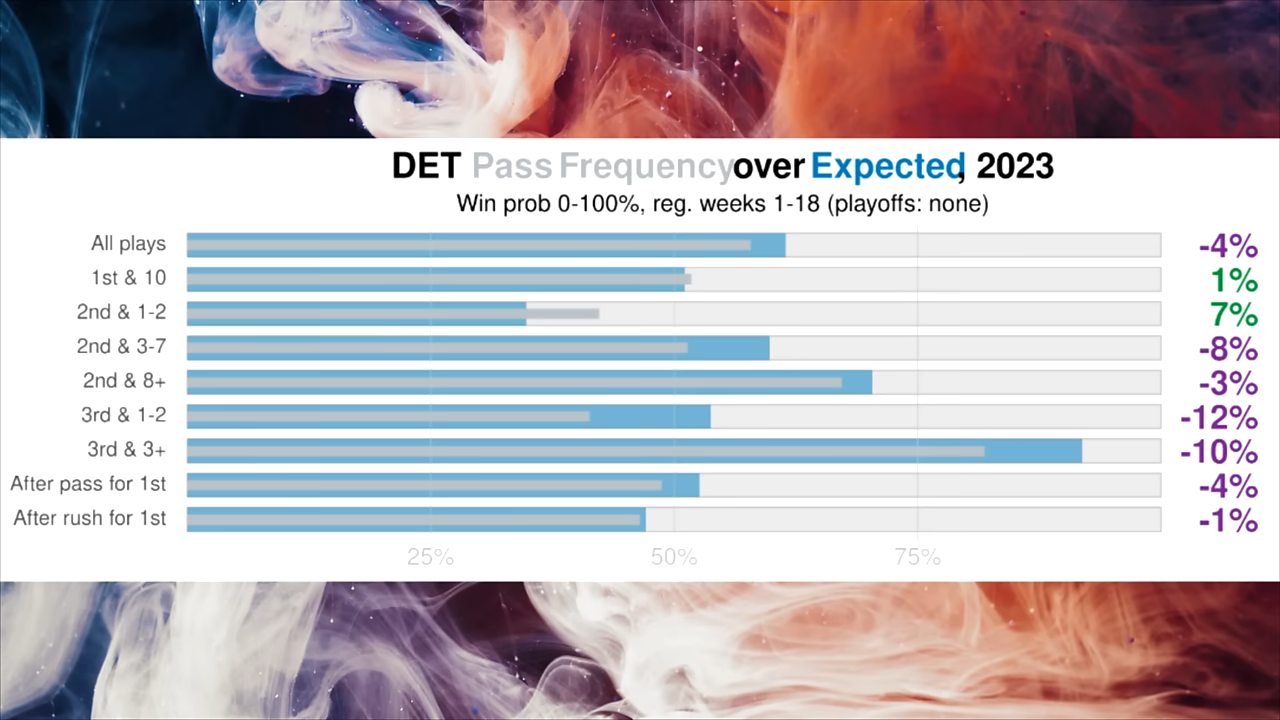 DET Pass Frequency over Expected, 2023
Win prob 0-100%, reg. weeks 1-18 (playoffs: none)
All plays -4%
1st & 10 1%
2nd & 1-2 7%
2nd & 3-7 -8%
2nd & 8+ -3%
3rd & 1-2 -12%
3rd & 3+ -10%
After pass for 1st -4%
After rush for 1st -1%
25% 50% 75%